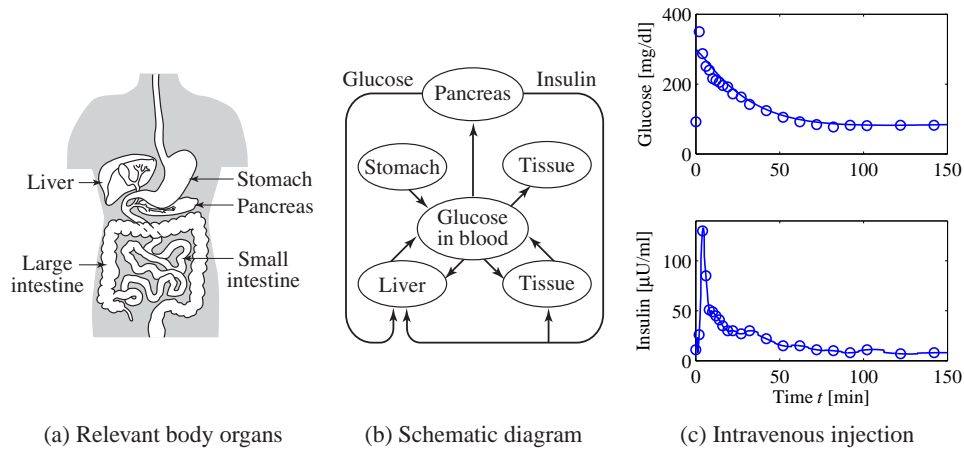 Liver
Stomach
Pancreas
Large
intestine
Small
intestine
(a) Relevant body organs
Glucose
Insulin
Pancreas
Stomach
Tissue
Glucose
in blood
Liver
Tissue
(b) Schematic diagram
400
200
0
0
50
100
150
Glucose [mg/dl]
100
50
0
0
50
100
150
Insulin [µU/ml]
Time t [min]
(c) Intravenous injection